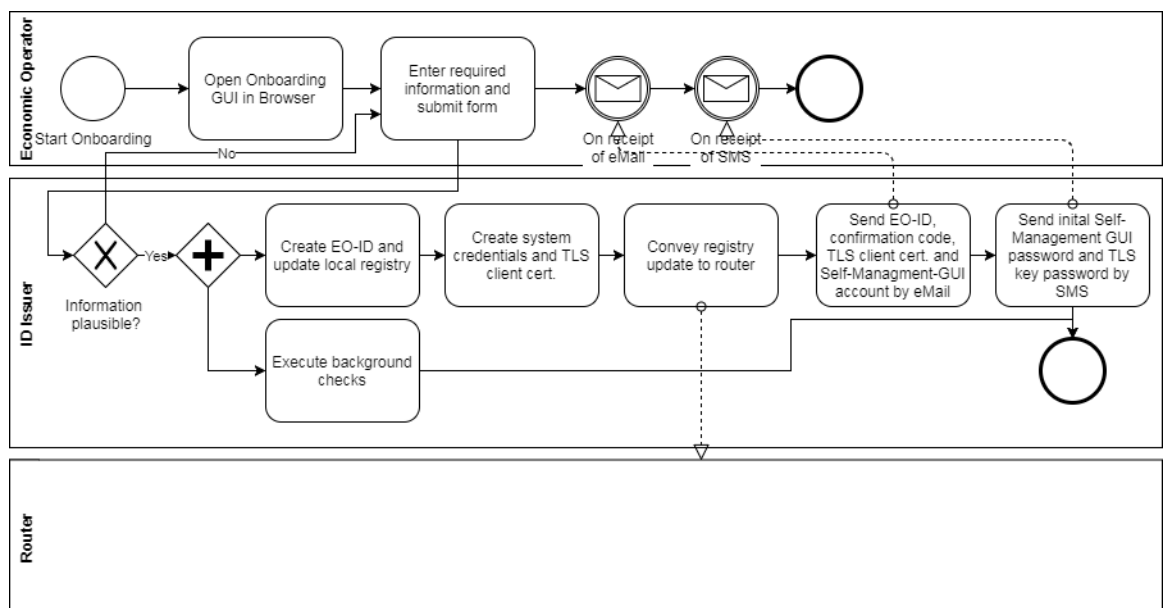 Economic Operator
Start Onboarding
Open Onboarding
GUI in Browser
Enter required
information and
submit form
On receipt
of eMail
On receipt
of SMS
No
ID Issuer
Information
plausible?
Yes
Create EO-ID and
update local registry
Create system
credentials and TLS
client cert.
Convey registry
update to router
Send EO-ID,
confirmation code,
TLS client cert. and
Self-Managment-GUI
account by eMail
Send inital Self-
Management GUI
password and TLS
key password by
SMS
Execute background
checks
Router